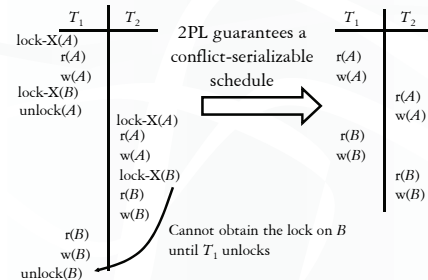 T1 T2
lock-X(A)
r(A)
w(A)
lock-X(B)
unlock(A)
lock-X(A)
r(A)
w(A)
lock-X(B)
r(B)
w(B)
r(B)
w(B)
unlock(B)
2PL guarantees a
conflict-serializable
schedule
Cannot obtain the lock on B
until T1 unlocks
T1 T2
r(A)
w(A)
r(A)
w(A)
r(B)
w(B)
r(B)
w(B)